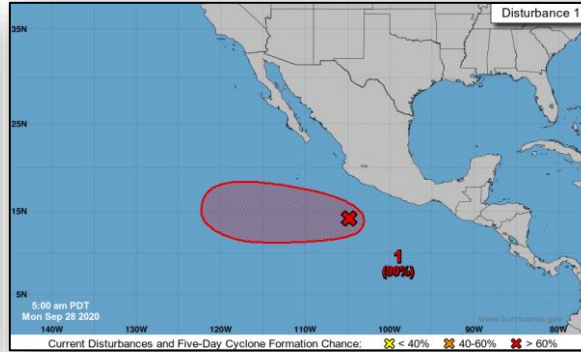 Disturbance 1
35N
25N
15N
5N
1
(90%)
5:00 am PDT
Mon Sep 28 2020
www.hurricanes.gov
140W
130W
120W
110W
100W
90W
80W
Current Disturbances and Five-Day Cyclone Formation Chance: < 40% 40-60% > 60%